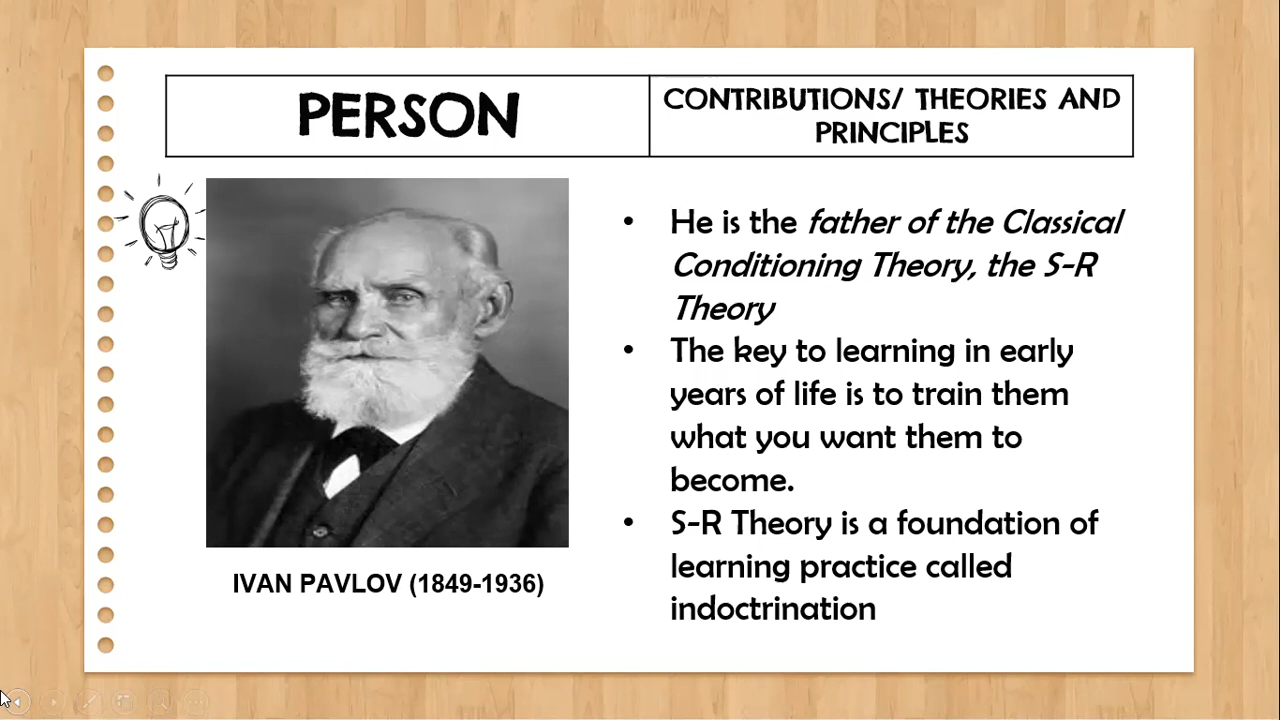 PERSON
CONTRIBUTIONS/ THEORIES AND
PRINCIPLES
• He is the father of the Classical
Conditioning Theory, the S-R
Theory
• The key to learning in early
years of life is to train them
what you want them to
become.
• S-R Theory is a foundation of
learning practice called
indoctrination
IVAN PAVLOV (1849-1936)